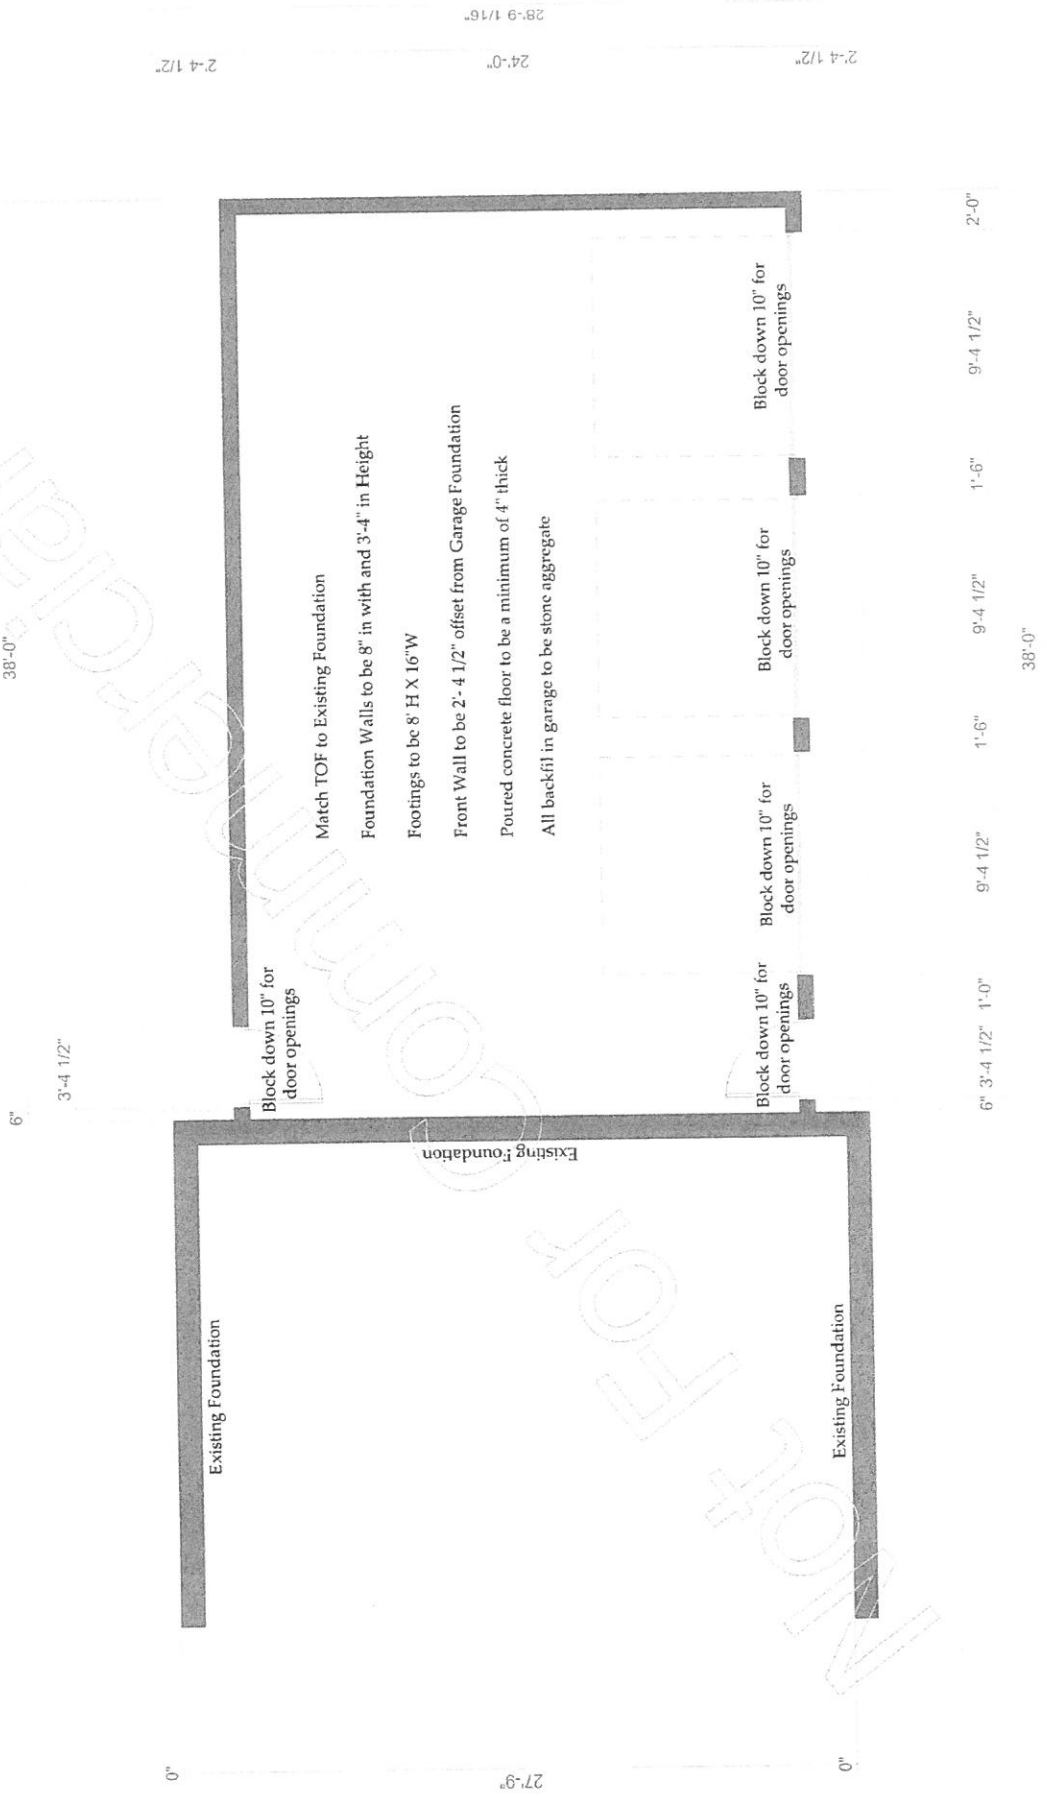 38'-0"
6"
3'-4 1/2"
Block down 10" for
door openings
Match TOF to Existing Foundation
Foundation Walls to be 8" in with and 3'-4" in Height
Footings to be 8' H X 16"W
Front Wall to be 2'- 4 1/2" offset from Garage Foundation
Poured concrete floor to be a minimum of 4" thick
All backfil in garage to be stone aggregate
Existing Foundation
Existing Foundation
Existing Foundation
Block down 10" for
door openings
Block down 10" for
door openings
Block down 10" for
door openings
Block down 10" for
door openings
6" 3'-4 1/2" 1'-0" 9'-4 1/2" 1'-6" 9'-4 1/2" 1'-6" 9'-4 1/2" 2'-0"
38'-0"
0"
27'-9"
0"
2'-4 1/2"
24'-0"
2'-4 1/2"
28'-9 1/16"
Not For Commercial